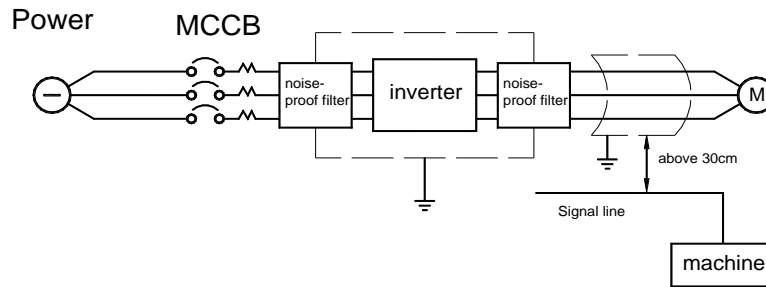 Power
MCCB
noise-
proof filter
inverter
noise-
proof filter
M
above 30cm
Signal line
machine